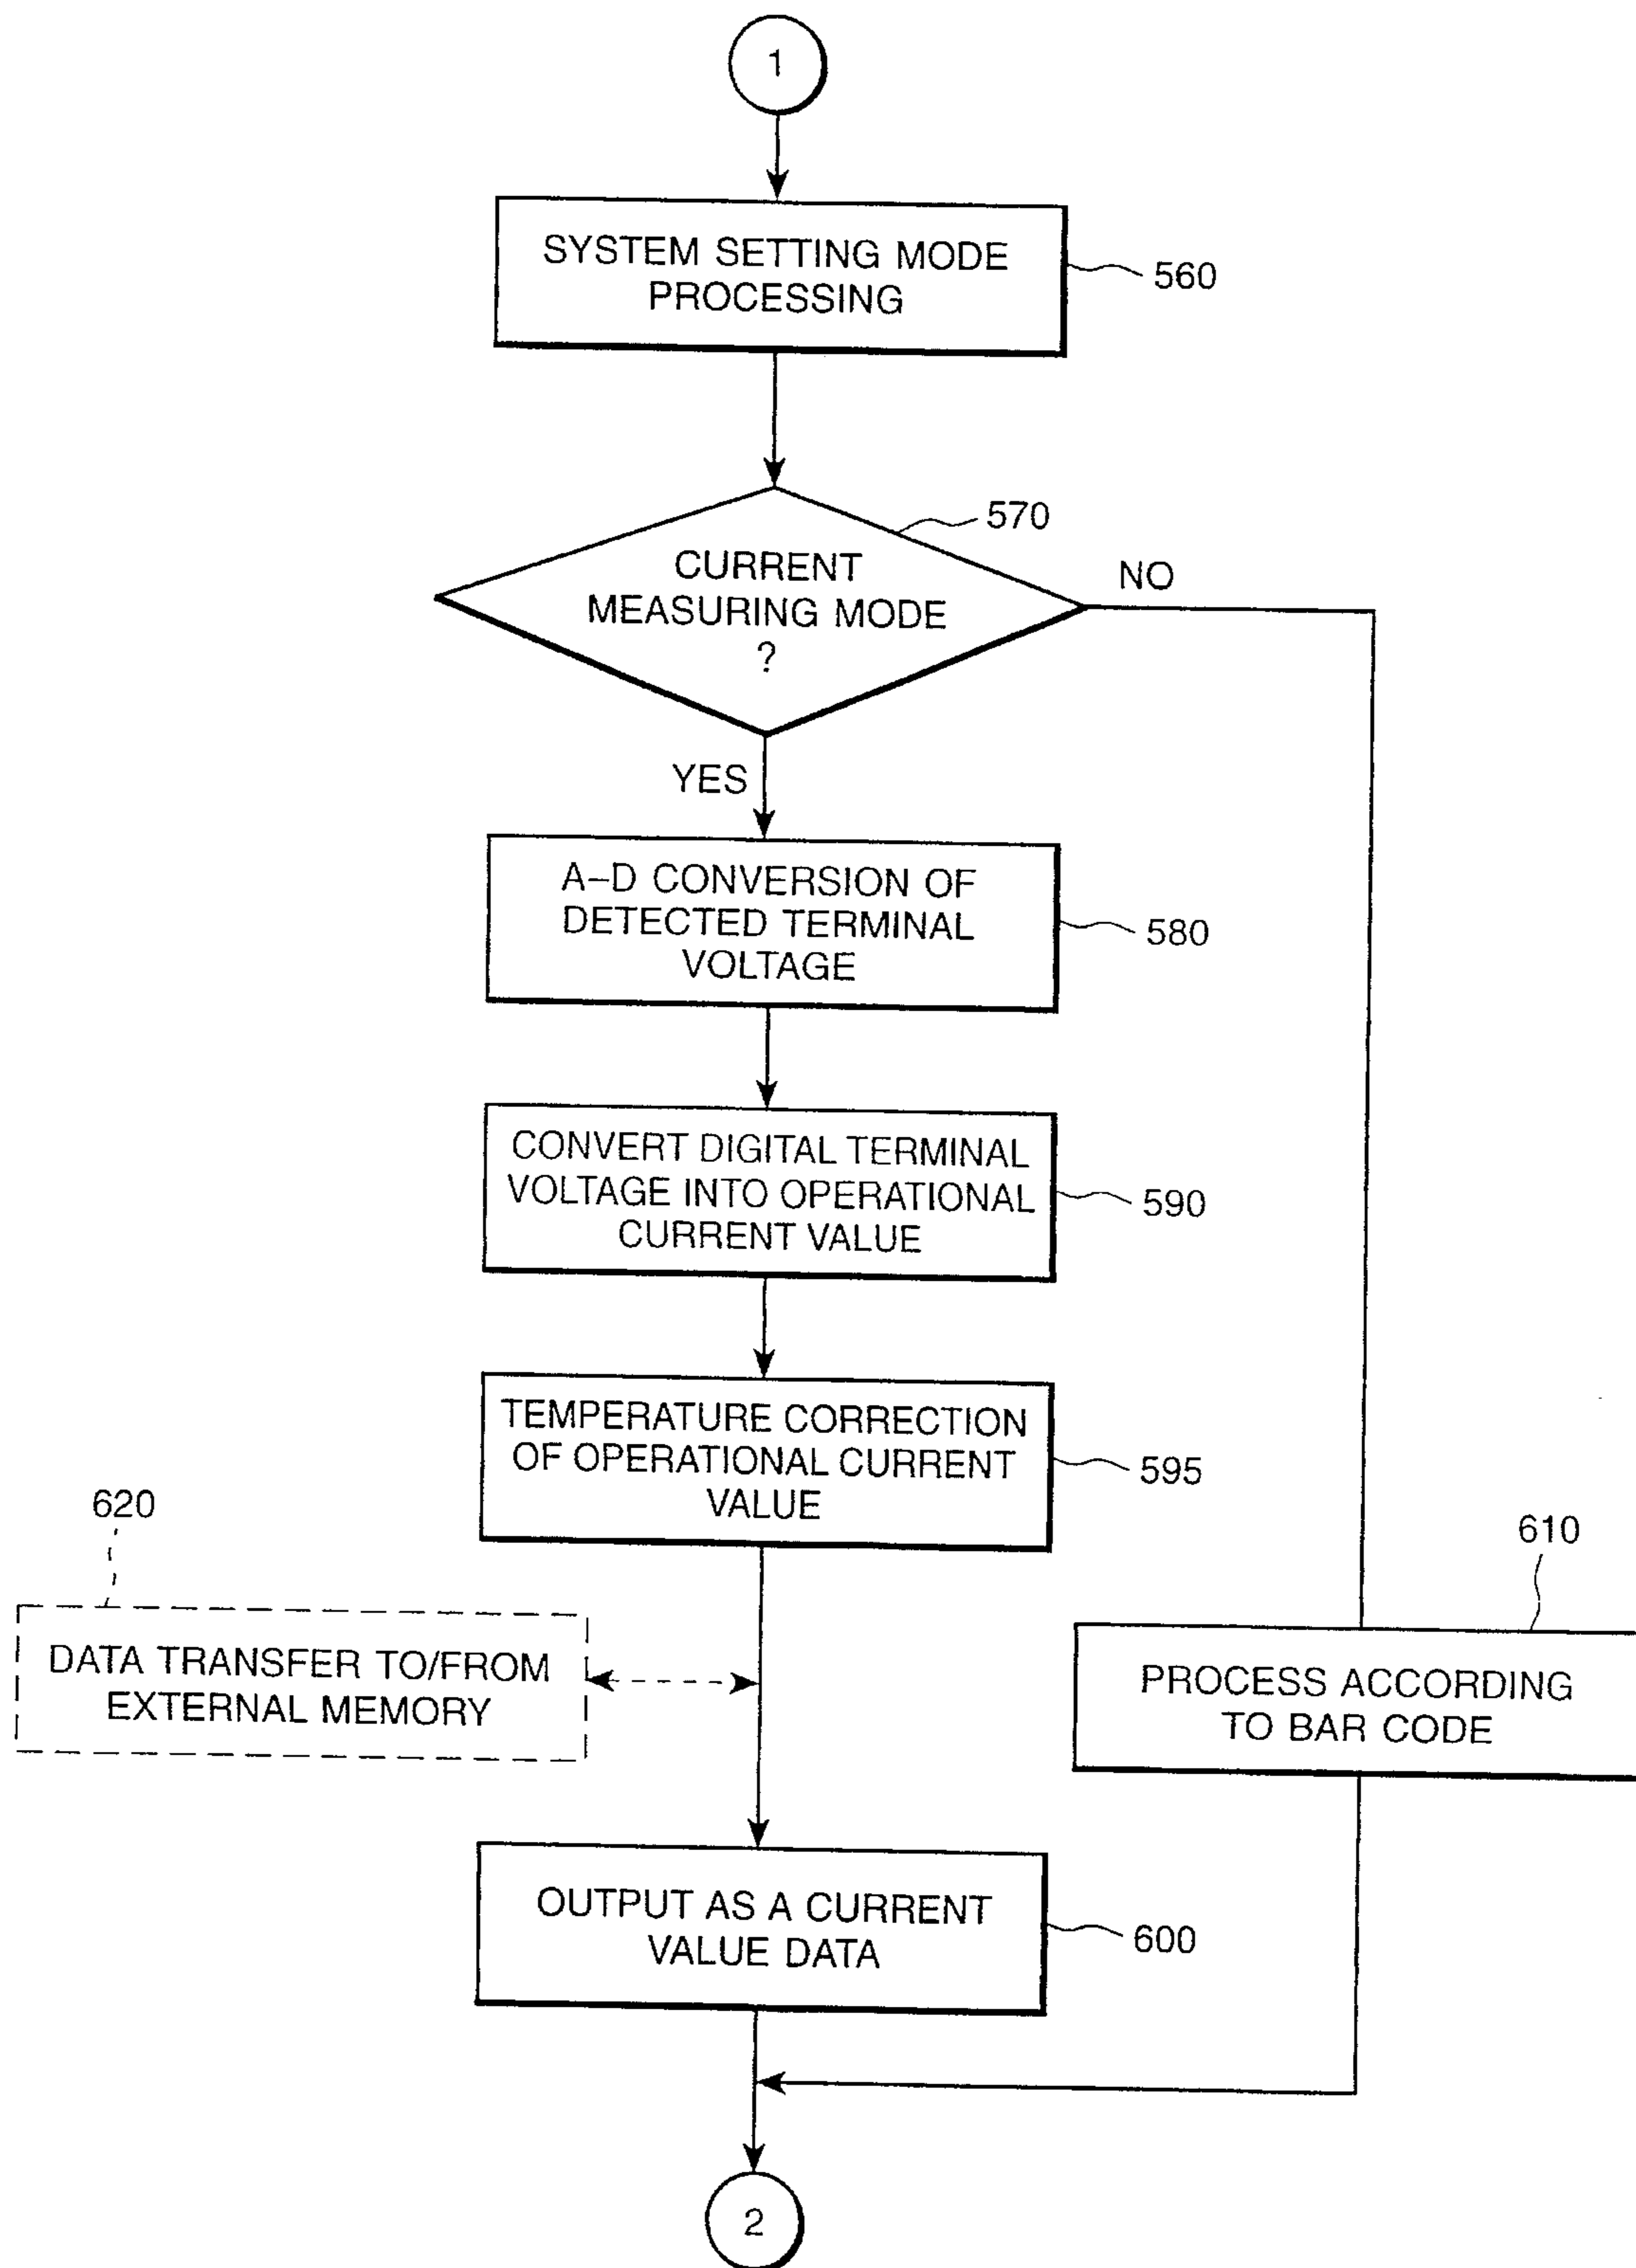 1
SYSTEM SETTING MODE
PROCESSING
560
570
CURRENT
MEASURING MODE
?
NO
YES
A–D CONVERSION OF
DETECTED TERMINAL
VOLTAGE
580
CONVERT DIGITAL TERMINAL
VOLTAGE INTO OPERATIONAL
CURRENT VALUE
590
TEMPERATURE CORRECTION
OF OPERATIONAL CURRENT
VALUE
595
620
DATA TRANSFER TO/FROM
EXTERNAL MEMORY
610
PROCESS ACCORDING
TO BAR CODE
OUTPUT AS A CURRENT
VALUE DATA
600
2